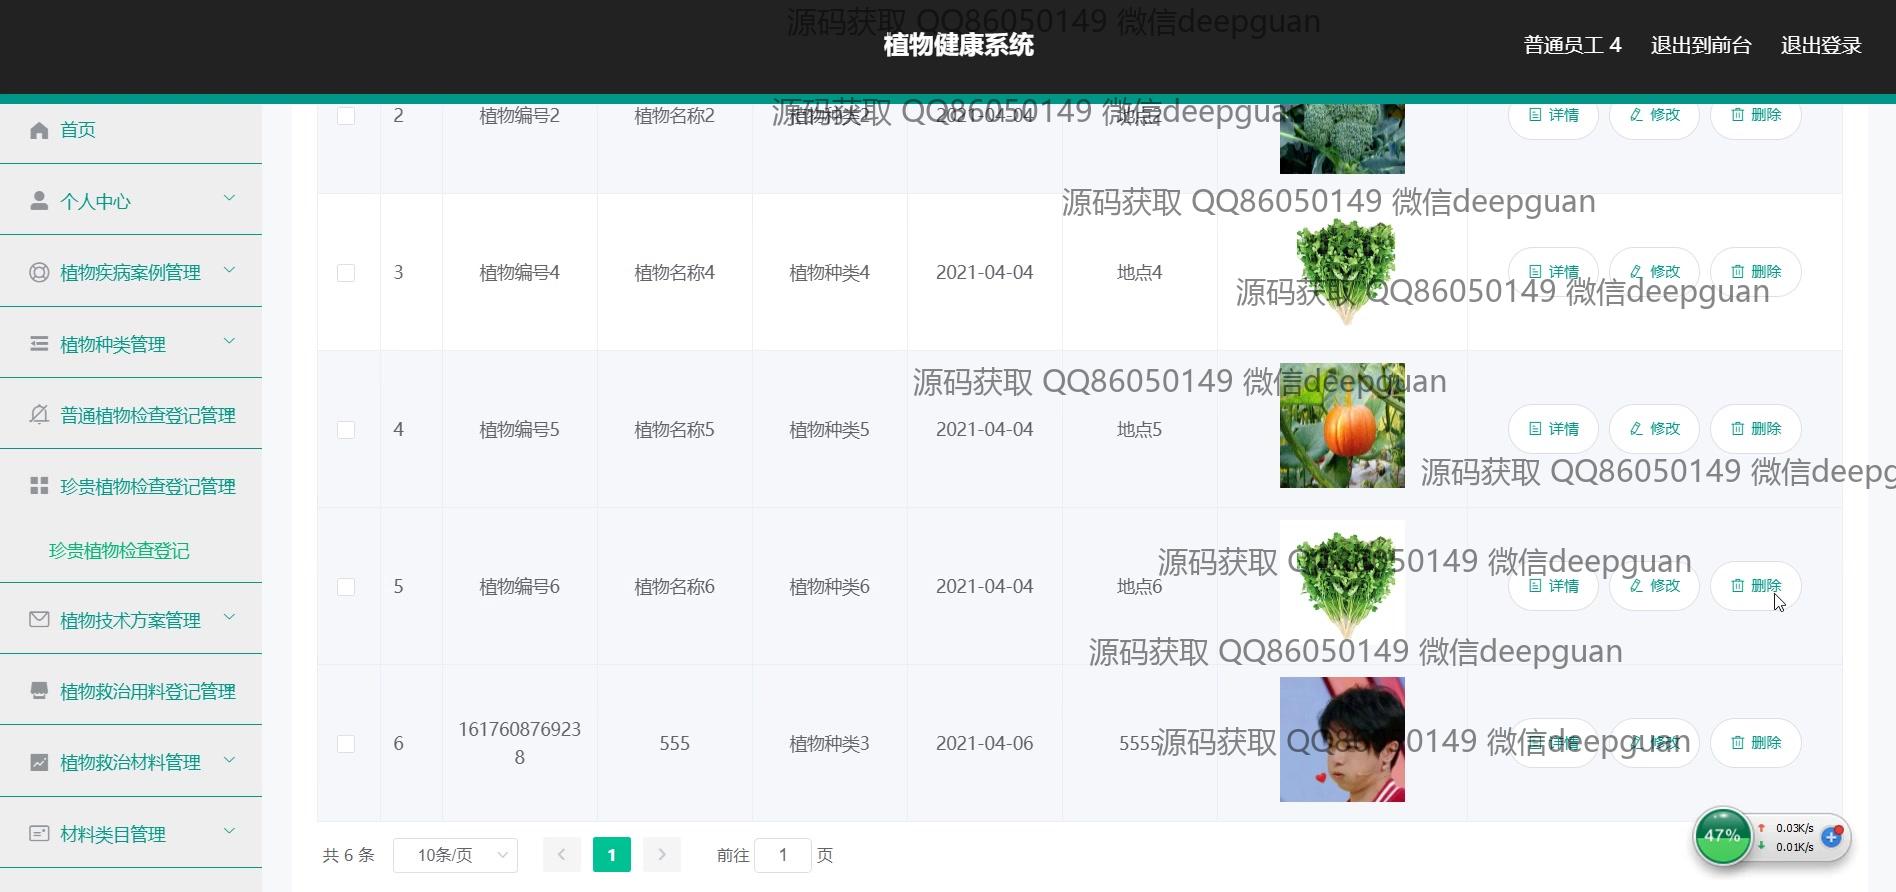 源码获取 QQ86050149 微信deepguan
植物健康系统
普通员工 4
退出到前台
退出登录
首页
个人中心
植物疾病案例管理
植物种类管理
普通植物检查登记管理
珍贵植物检查登记管理
珍贵植物检查登记
植物技术方案管理
植物救治用料登记管理
植物救治材料管理
材料类目管理
源码获取 QQ86050149 微信deepguan
2 植物编号2 植物名称2 植物种类2 2021-04-04 地点2 详情 修改 删除
源码获取 QQ86050149 微信deepguan
3 植物编号4 植物名称4 植物种类4 2021-04-04 地点4 详情 修改 删除
源码获取 QQ86050149 微信deepguan
源码获取 QQ86050149 微信deepguan
4 植物编号5 植物名称5 植物种类5 2021-04-04 地点5 详情 修改 删除
源码获取 QQ86050149 微信deepg
源码获取 QQ86050149 微信deepguan
5 植物编号6 植物名称6 植物种类6 2021-04-04 地点6 详情 修改 删除
源码获取 QQ86050149 微信deepguan
6 161760876923 555 植物种类3 2021-04-06 5555 详情 修改 删除
8
源码获取 QQ86050149 微信deepguan
共 6 条 10条/页 1 前往 1 页
47% 0.03K/s
0.01K/s